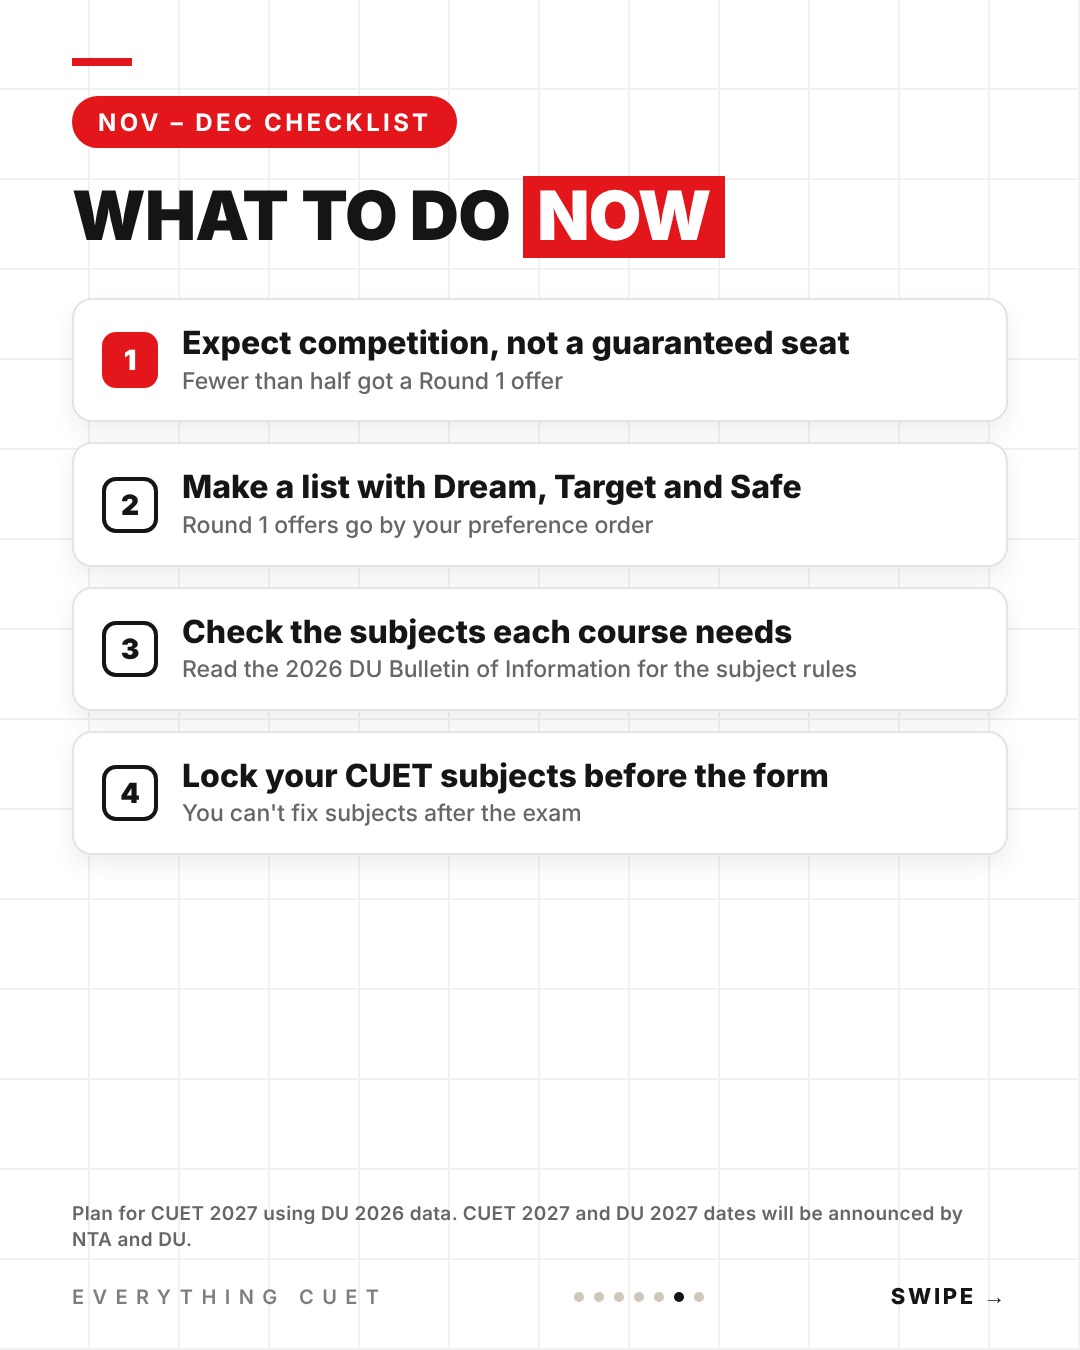 NOV – DEC CHECKLIST
WHAT TO DO NOW
1
Expect competition, not a guaranteed seat
Fewer than half got a Round 1 offer
2
Make a list with Dream, Target and Safe
Round 1 offers go by your preference order
3
Check the subjects each course needs
Read the 2026 DU Bulletin of Information for the subject rules
4
Lock your CUET subjects before the form
You can't fix subjects after the exam
Plan for CUET 2027 using DU 2026 data. CUET 2027 and DU 2027 dates will be announced by
NTA and DU.
EVERYTHING CUET
SWIPE →